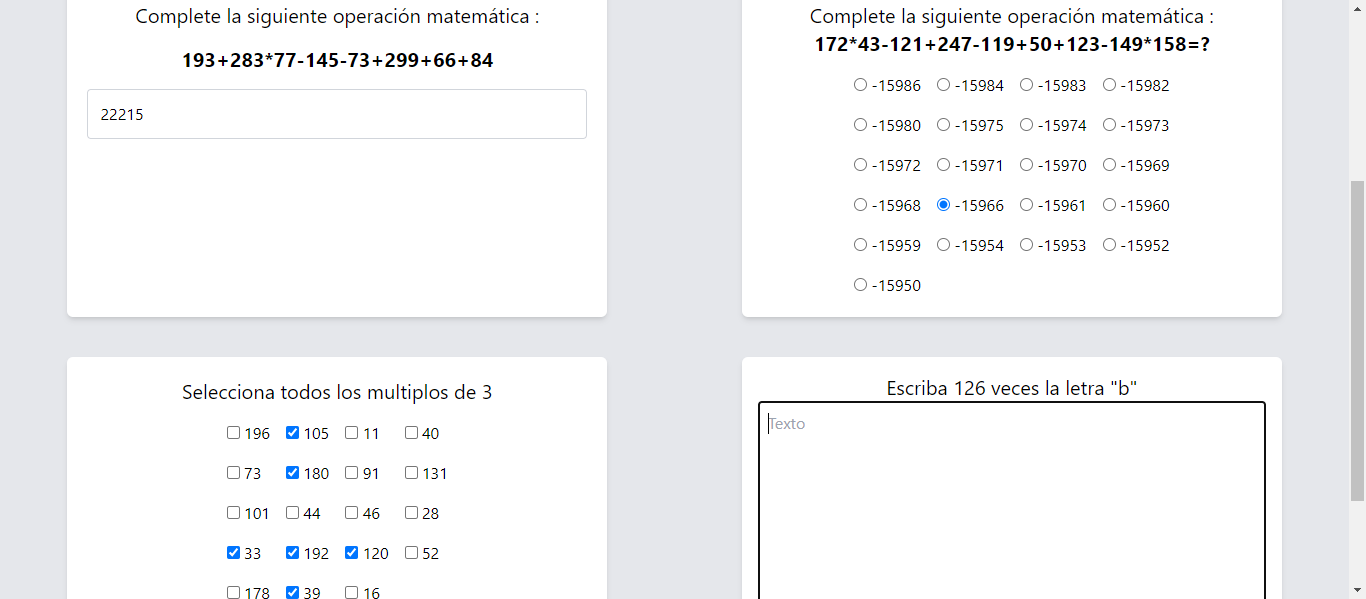 Complete la siguiente operación matemática :
193+283*77-145-73+299+66+84
22215
Complete la siguiente operación matemática :
172*43-121+247-119+50+123-149*158=?
-15986 -15984 -15983 -15982
-15980 -15975 -15974 -15973
-15972 -15971 -15970 -15969
-15968 -15966 -15961 -15960
-15959 -15954 -15953 -15952
-15950
Selecciona todos los multiplos de 3
196 105 11 40
73 180 91 131
101 44 46 28
33 192 120 52
178 39 16
Escriba 126 veces la letra "b"
Texto